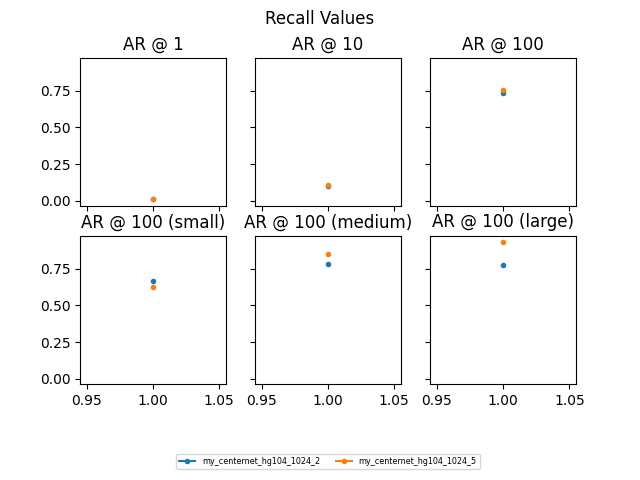 Recall Values
AR @ 1
AR @ 10
AR @ 100
0.75
0.50
0.25
0.00
AR @ 100 (small)
AR @ 100 (medium)
AR @ 100 (large)
0.75
0.50
0.25
0.00
0.95 1.00 1.05
0.95 1.00 1.05
0.95 1.00 1.05
my_centernet_hg104_1024_2
my_centernet_hg104_1024_5